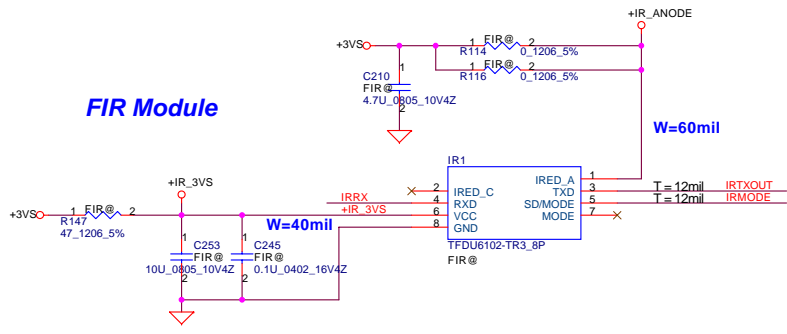 +IR_ANODE
+3VS
1 FIR@ 2
R114 0_1206_5%
1 FIR@ 2
R116 0_1206_5%
1
C210
FIR@
4.7U_0805_10V4Z
2
FIR Module
W=60mil
IR1
+IR_3VS
2 IRED_C IRED_A 1
IRRX 4 RXD TXD 3 T = 12mil IRTXOUT
+IR_3VS 6 VCC SD/MODE 5 T = 12mil IRMODE
8 GND MODE 7
W=40mil
TFDU6102-TR3_8P
FIR@
+3VS 1 FIR@ 2
R147
47_1206_5%
1
C253
FIR@
10U_0805_10V4Z
2
1
C245
FIR@
0.1U_0402_16V4Z
2